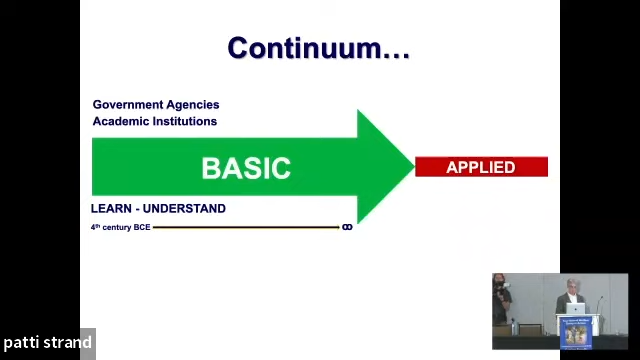 Continuum...
Government Agencies
Academic Institutions
BASIC
APPLIED
LEARN - UNDERSTAND
4th century BCE ∞
patti strand